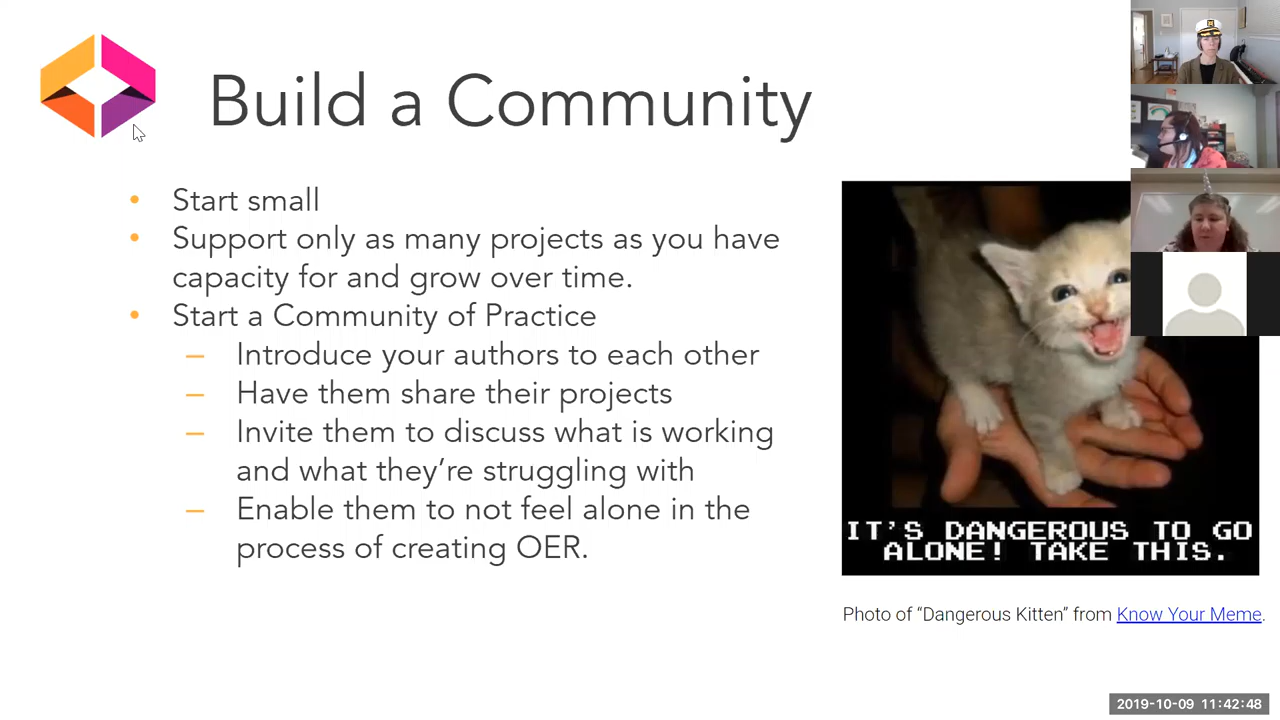 Build a Community
• Start small
• Support only as many projects as you have
capacity for and grow over time.
• Start a Community of Practice
– Introduce your authors to each other
– Have them share their projects
– Invite them to discuss what is working
and what they’re struggling with
– Enable them to not feel alone in the
process of creating OER.
IT'S DANGEROUS TO GO
ALONE! TAKE THIS.
Photo of “Dangerous Kitten” from Know Your Meme.
2019-10-09 11:42:48